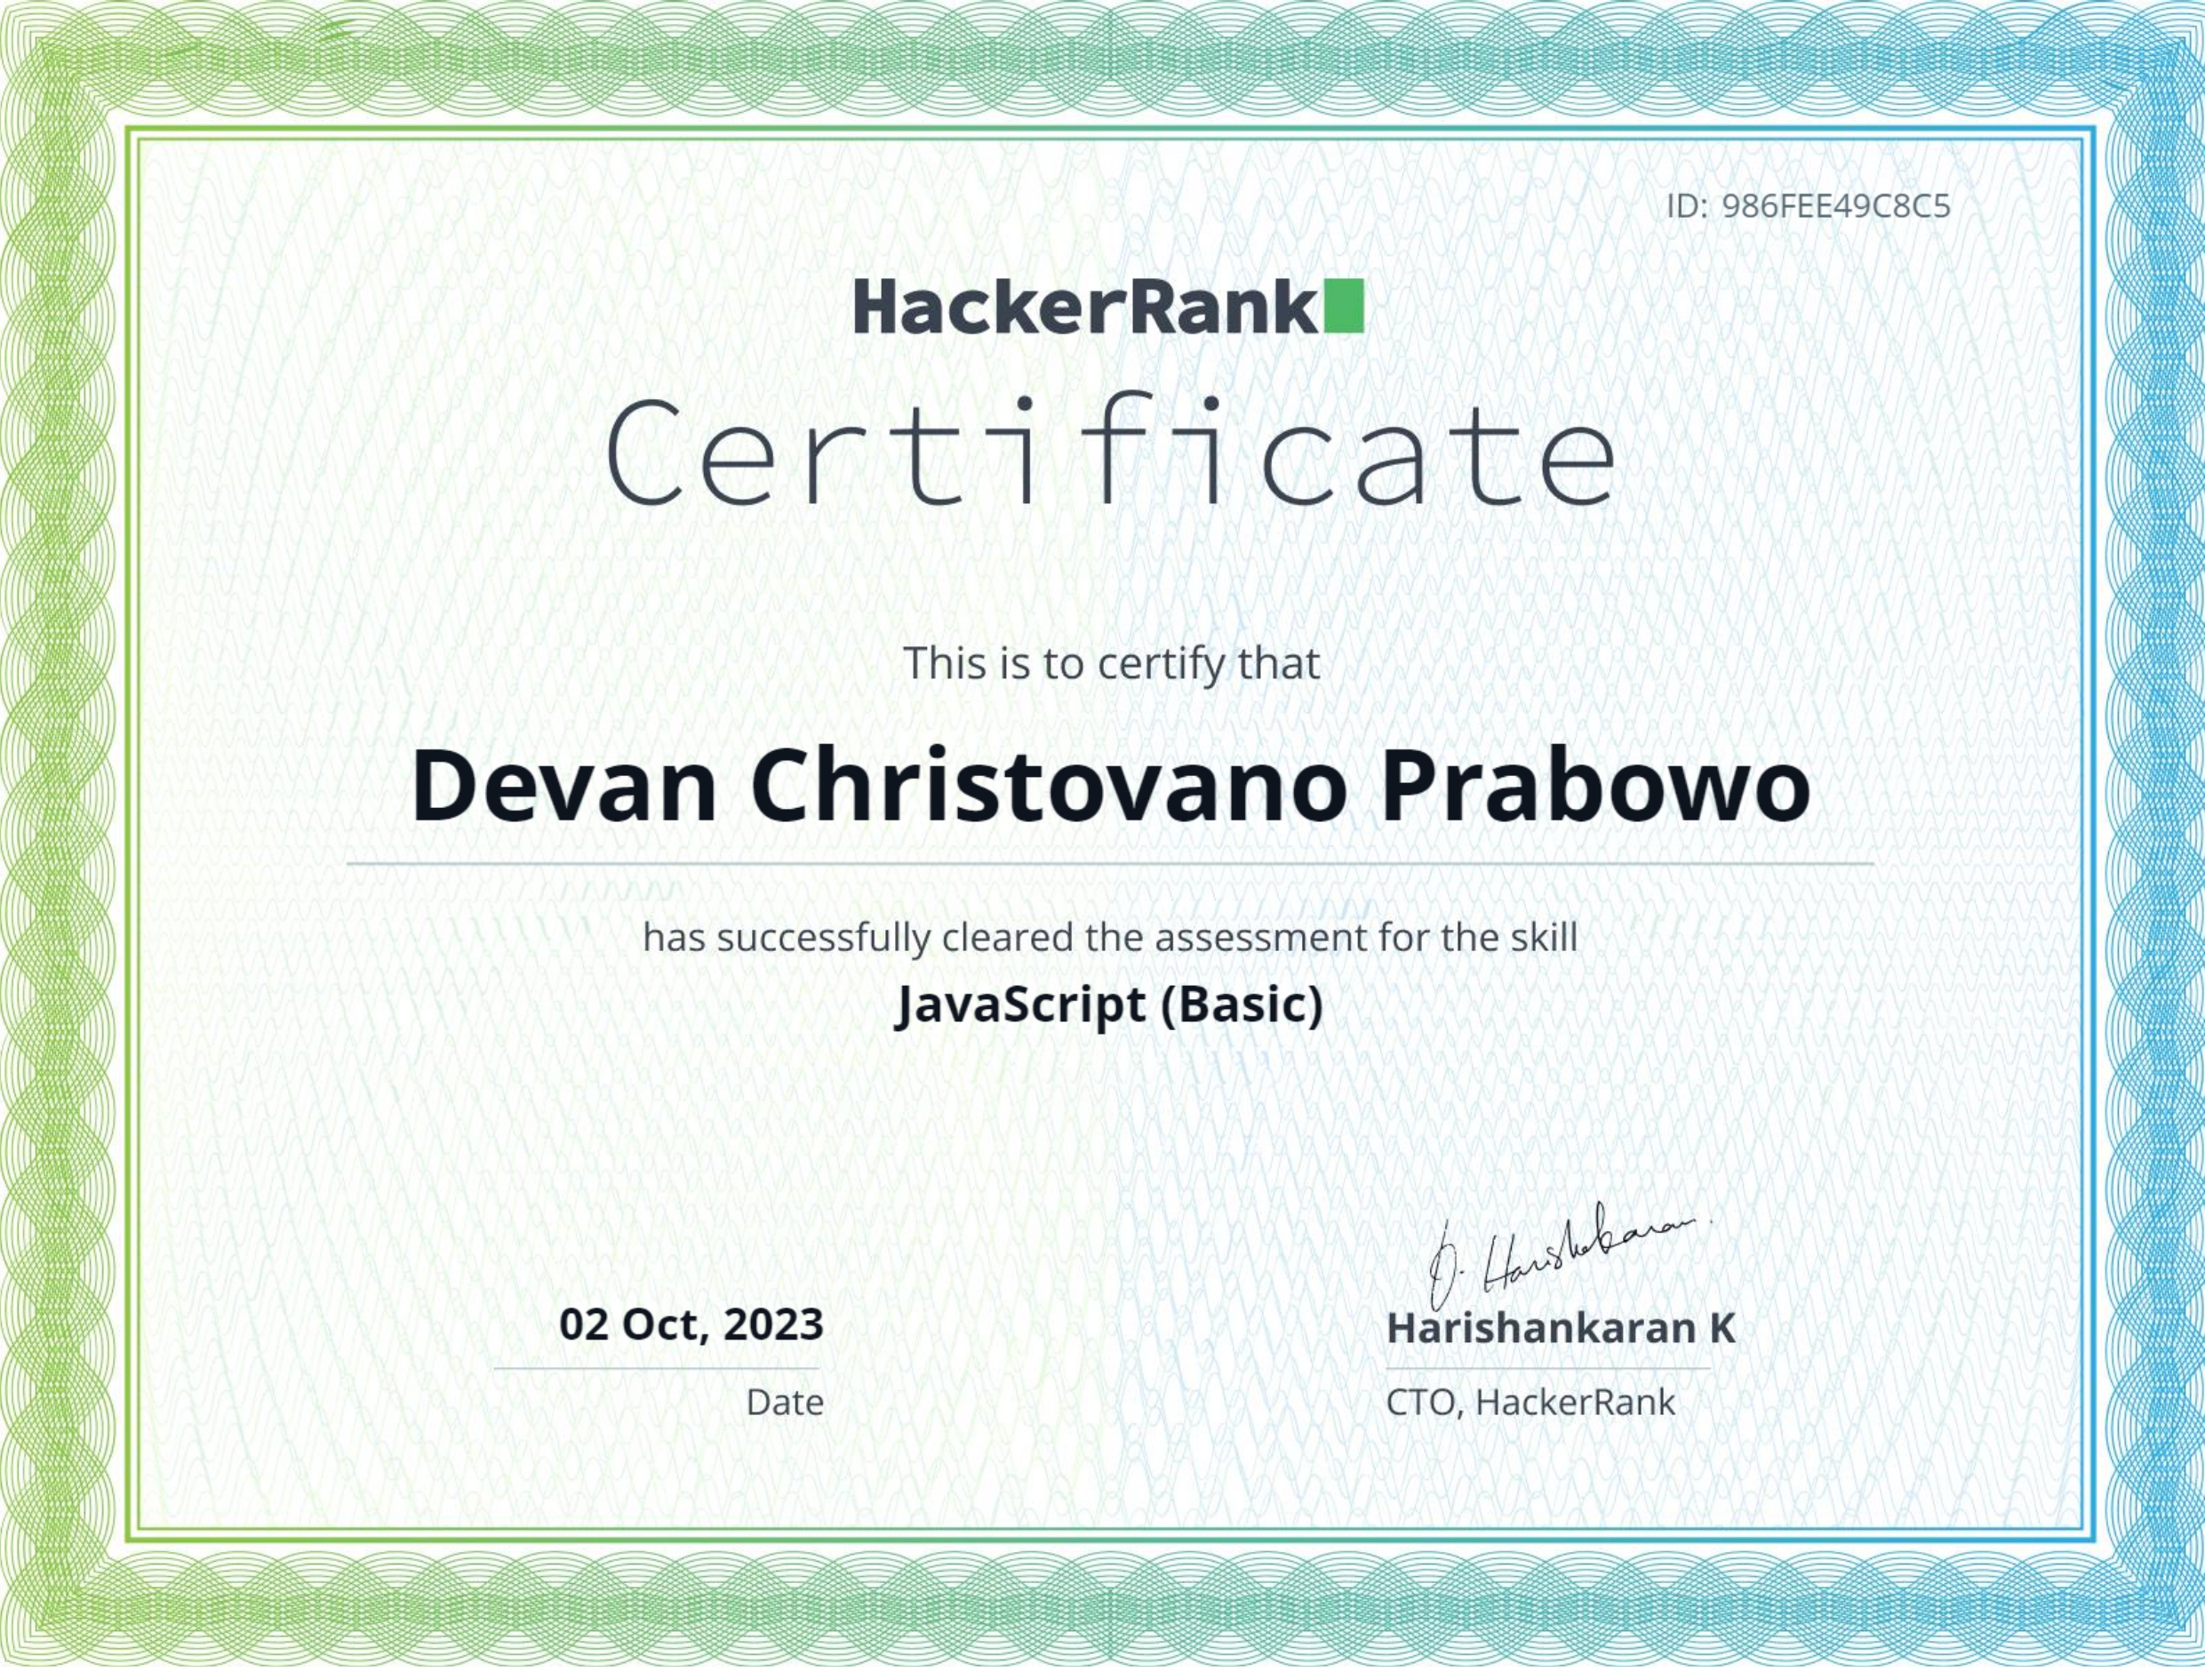 ID: 986FEE49C8C5
HackerRank
Certificate
This is to certify that
Devan Christovano Prabowo
has successfully cleared the assessment for the skill
JavaScript (Basic)
02 Oct, 2023
Date
Harishankaran K
CTO, HackerRank